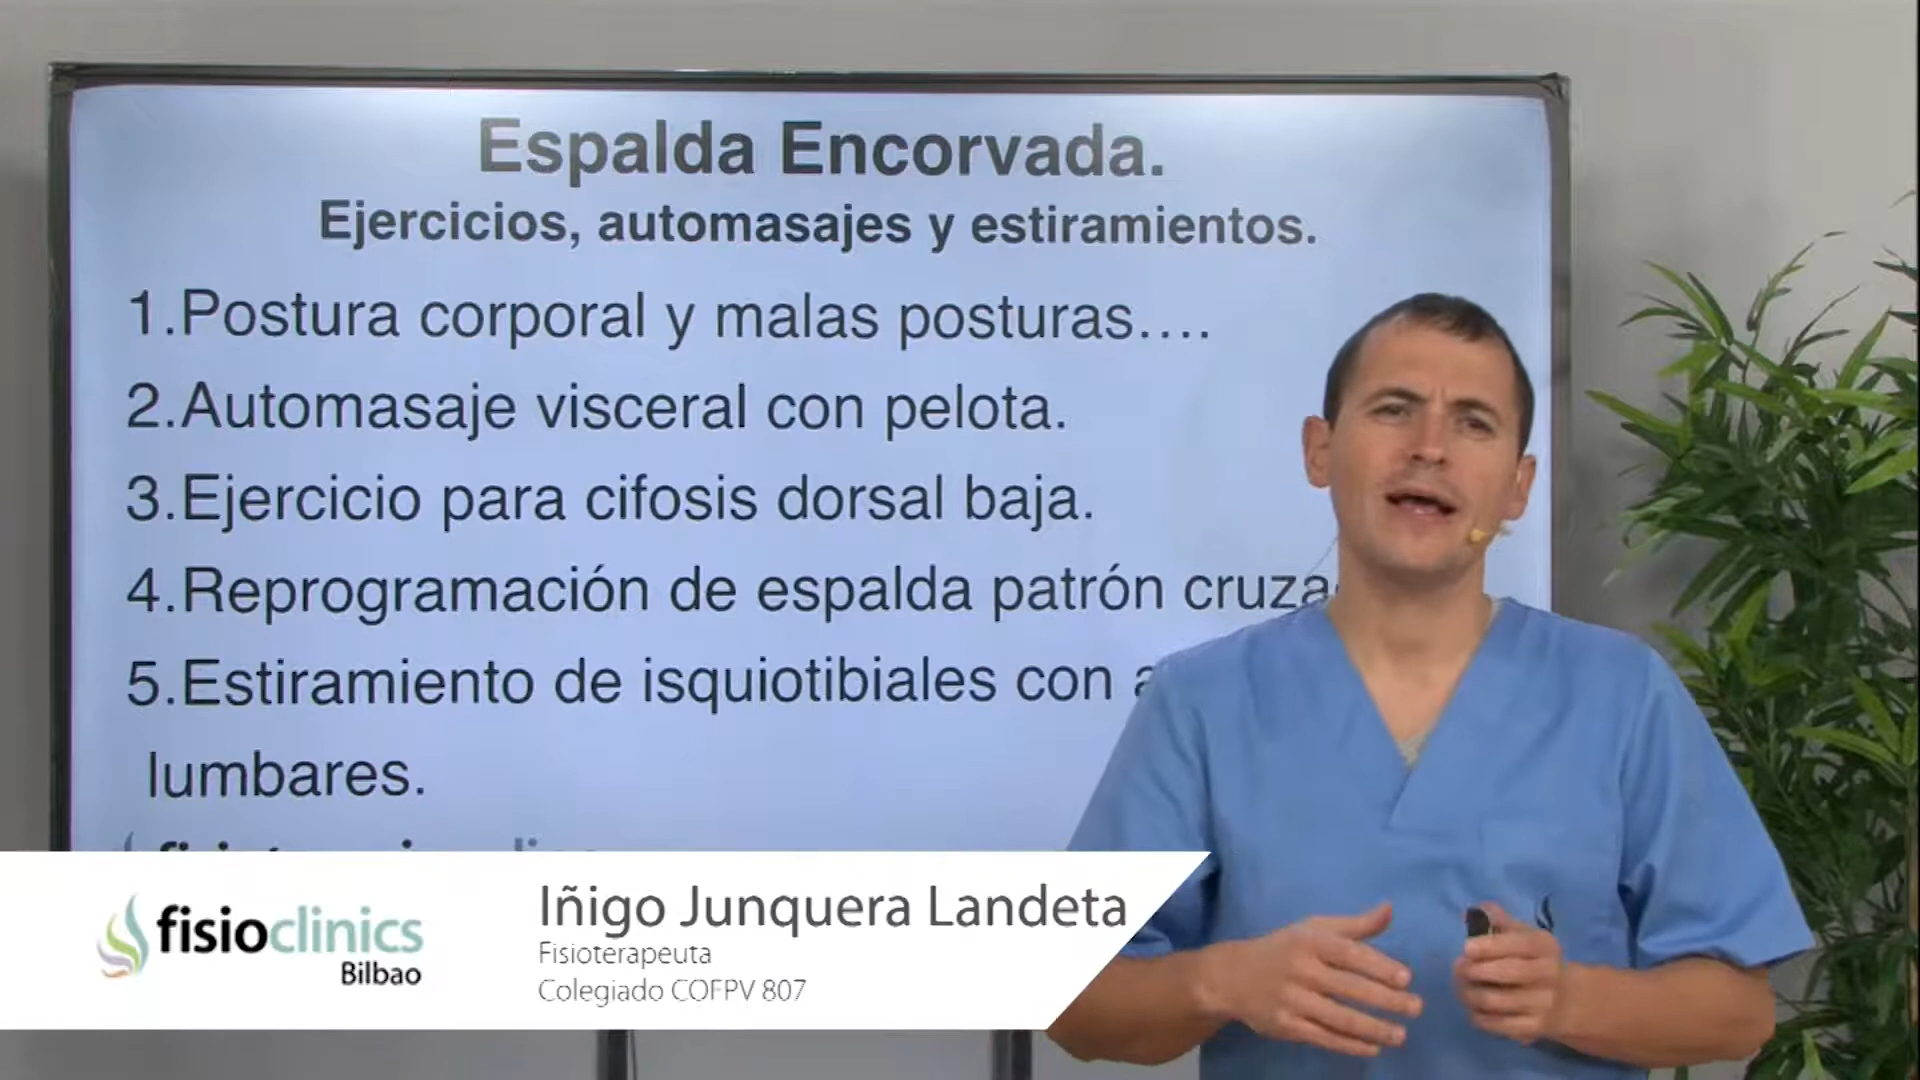 Espalda Encorvada.
Ejercicios, automasajes y estiramientos.
1.Postura corporal y malas posturas....
2.Automasaje visceral con pelota.
3.Ejercicio para cifosis dorsal baja.
4.Reprogramación de espalda patrón
5.Estiramiento de isquiotibiales con
lumbares.
fisioclinics
Bilbao
Iñigo Junquera Landeta
Fisioterapeuta
Colegiado COFPV 807